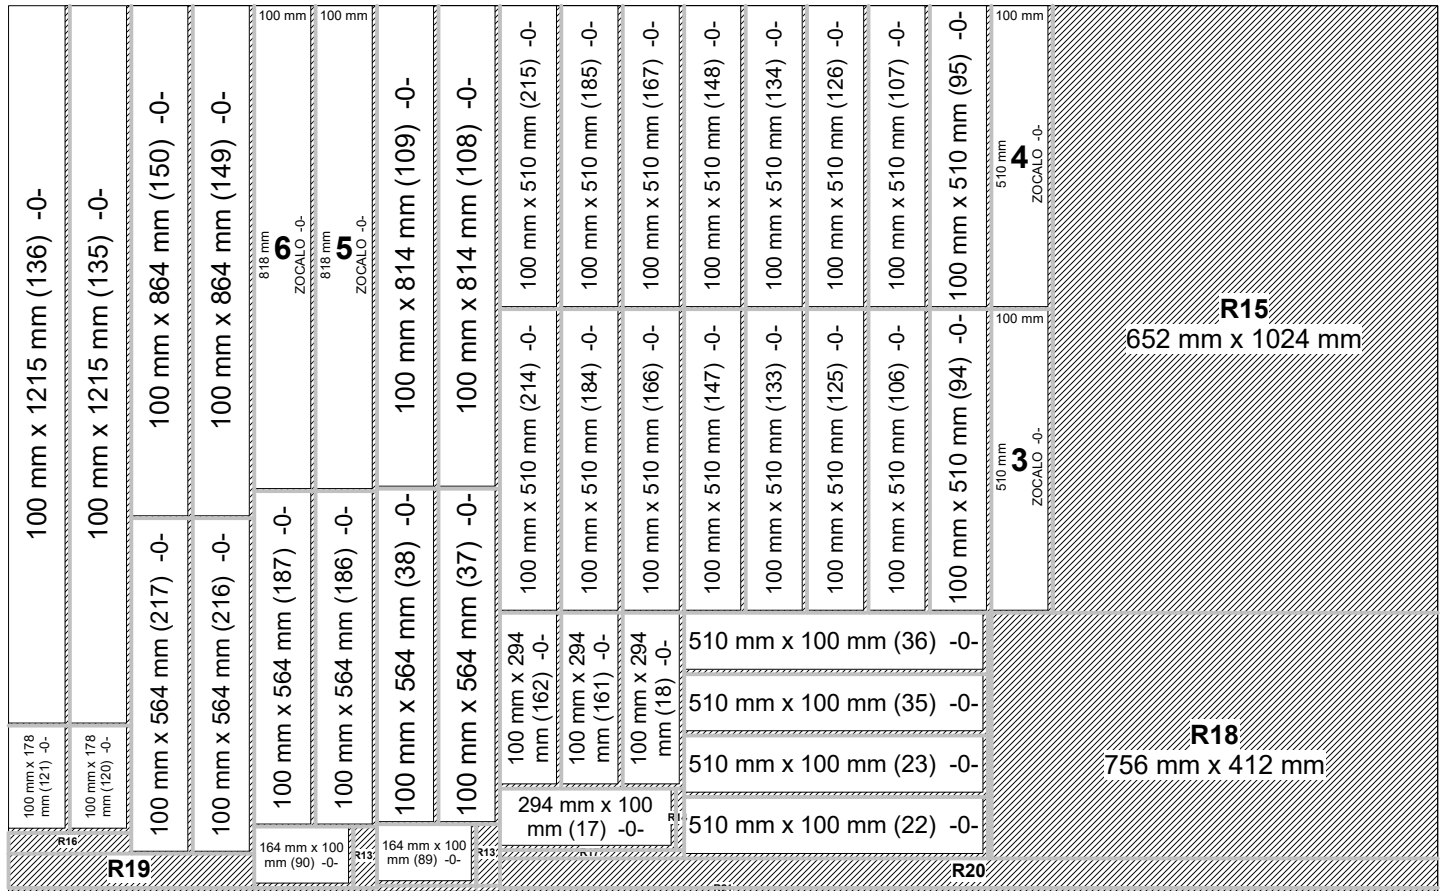 100 mm x 1215 mm (136) -0-
100 mm x 1215 mm (135) -0-
100 mm x 864 mm (150) -0-
100 mm x 864 mm (149) -0-
100 mm
818 mm
6
ZOCALO -0-
100 mm
818 mm
5
ZOCALO -0-
100 mm x 814 mm (109) -0-
100 mm x 814 mm (108) -0-
100 mm x 510 mm (215) -0-
100 mm x 510 mm (185) -0-
100 mm x 510 mm (167) -0-
100 mm x 510 mm (148) -0-
100 mm x 510 mm (134) -0-
100 mm x 510 mm (126) -0-
100 mm x 510 mm (107) -0-
100 mm x 510 mm (95) -0-
100 mm
510 mm
4
ZOCALO -0-
R15
652 mm x 1024 mm
100 mm x 510 mm (214) -0-
100 mm x 510 mm (184) -0-
100 mm x 510 mm (166) -0-
100 mm x 510 mm (147) -0-
100 mm x 510 mm (133) -0-
100 mm x 510 mm (125) -0-
100 mm x 510 mm (106) -0-
100 mm x 510 mm (94) -0-
100 mm
510 mm
3
ZOCALO -0-
100 mm x 564 mm (217) -0-
100 mm x 564 mm (216) -0-
100 mm x 564 mm (187) -0-
100 mm x 564 mm (186) -0-
100 mm x 564 mm (38) -0-
100 mm x 564 mm (37) -0-
100 mm x 294
mm (162) -0-
100 mm x 294
mm (161) -0-
100 mm x 294
mm (18) -0-
510 mm x 100 mm (36) -0-
510 mm x 100 mm (35) -0-
510 mm x 100 mm (23) -0-
510 mm x 100 mm (22) -0-
R18
756 mm x 412 mm
100 mm x 178
mm (121) -0-
100 mm x 178
mm (120) -0-
294 mm x 100
mm (17) -0-
R16
164 mm x 100
mm (90) -0-
R13
164 mm x 100
mm (89) -0-
R13
R19
R20